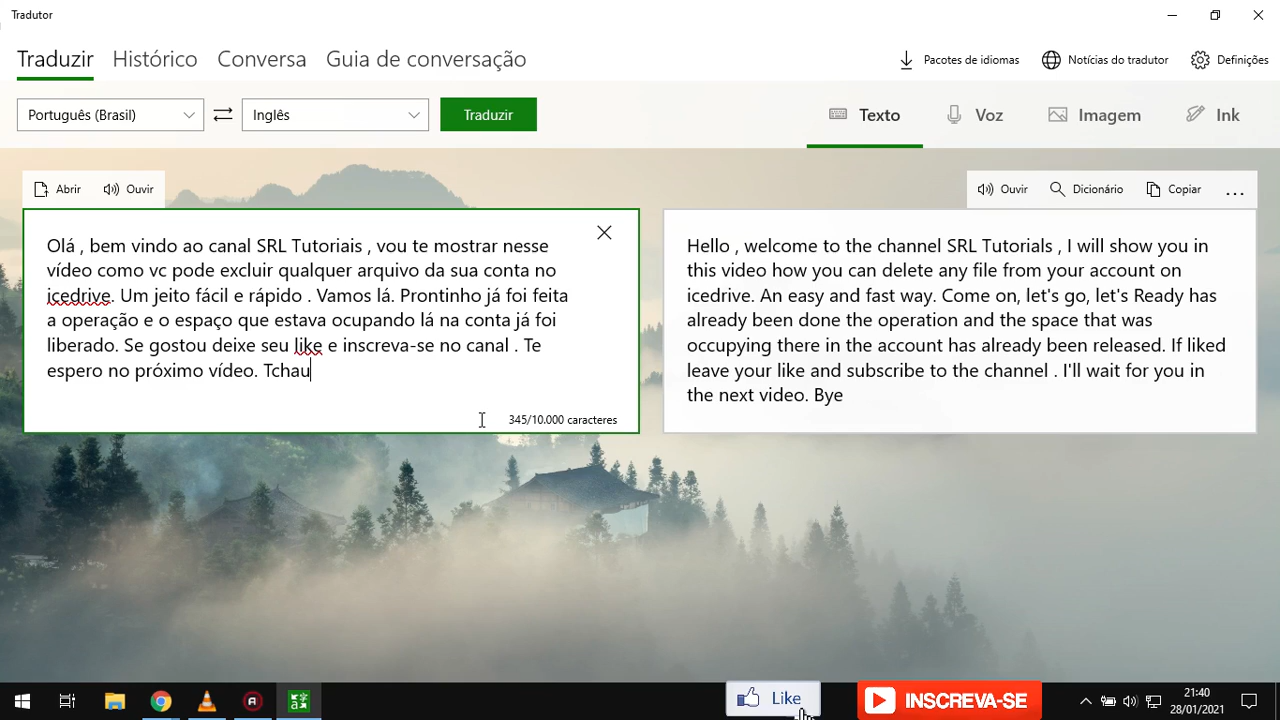 Tradutor
Traduzir Histórico Conversa Guia de conversação
Pacotes de idiomas Notícias do tradutor Definições
Português (Brasil) Inglês Traduzir
Texto Voz Imagem Ink
Abrir Ouvir
Ouvir Dicionário Copiar ...
Olá , bem vindo ao canal SRL Tutoriais , vou te mostrar nesse
vídeo como vc pode excluir qualquer arquivo da sua conta no
icedrive. Um jeito fácil e rápido . Vamos lá. Prontinho já foi feita
a operação e o espaço que estava ocupando lá na conta já foi
liberado. Se gostou deixe seu like e inscreva-se no canal . Te
espero no próximo vídeo. Tchau
345/10.000 caracteres
Hello , welcome to the channel SRL Tutorials , I will show you in
this video how you can delete any file from your account on
icedrive. An easy and fast way. Come on, let's go, let's Ready has
already been done the operation and the space that was
occupying there in the account has already been released. If liked
leave your like and subscribe to the channel . I'll wait for you in
the next video. Bye
Like
INSCREVA-SE
21:40
28/01/2021